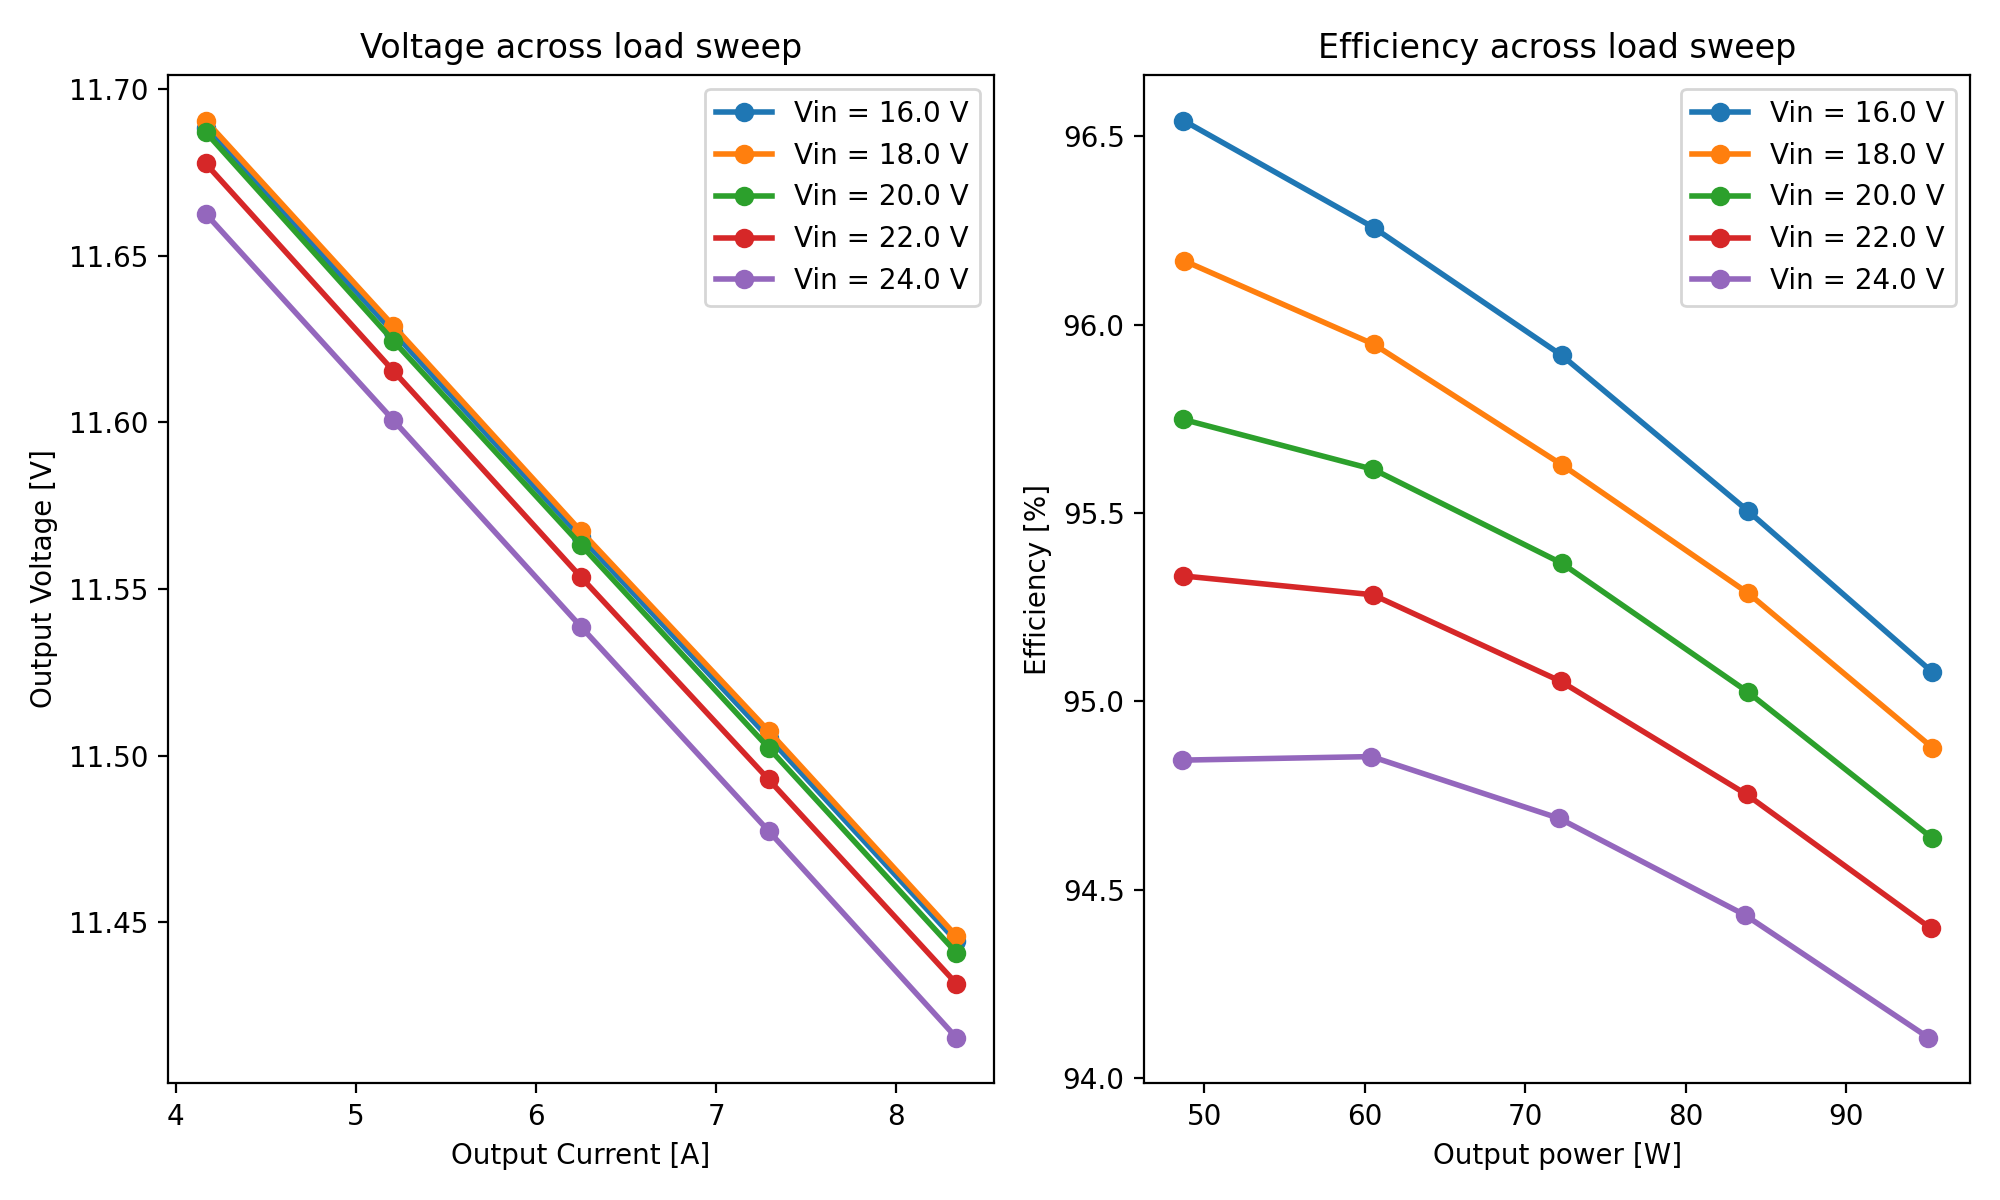 Voltage across load sweep
11.70
11.65
11.60
11.55
11.50
11.45
Output Voltage [V]
4
5
6
7
8
Output Current [A]
Vin = 16.0 V
Vin = 18.0 V
Vin = 20.0 V
Vin = 22.0 V
Vin = 24.0 V
Efficiency across load sweep
96.5
96.0
95.5
95.0
94.5
94.0
Efficiency [%]
50
60
70
80
90
Output power [W]
Vin = 16.0 V
Vin = 18.0 V
Vin = 20.0 V
Vin = 22.0 V
Vin = 24.0 V